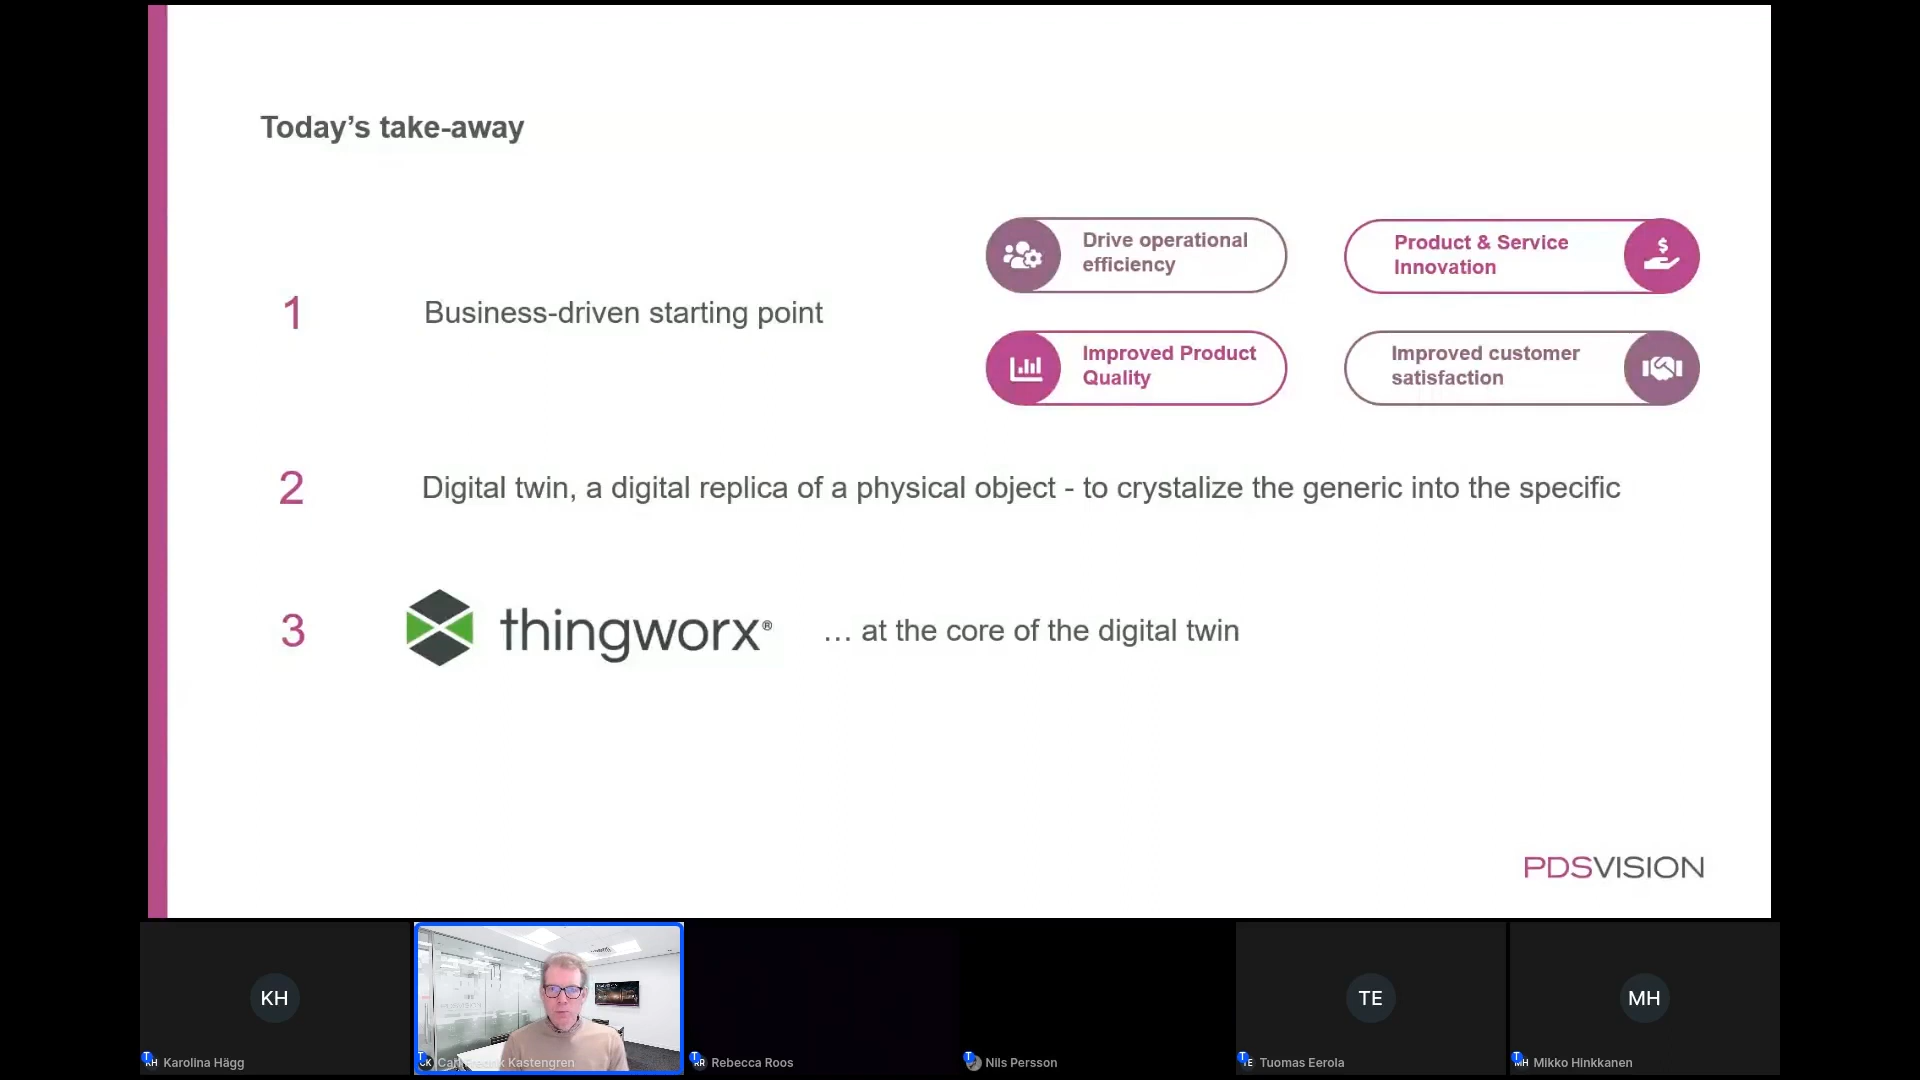 Today’s take-away
Drive operational
efficiency
Product & Service
Innovation
1
Business-driven starting point
Improved Product
Quality
Improved customer
satisfaction
2
Digital twin, a digital replica of a physical object - to crystalize the generic into the specific
3
thingworx®
… at the core of the digital twin
PDSVISION
KH
TE
MH
Karolina Hägg
Carl Fredrik Kastengren
Rebecca Roos
Nils Persson
Tuomas Eerola
Mikko Hinkkanen